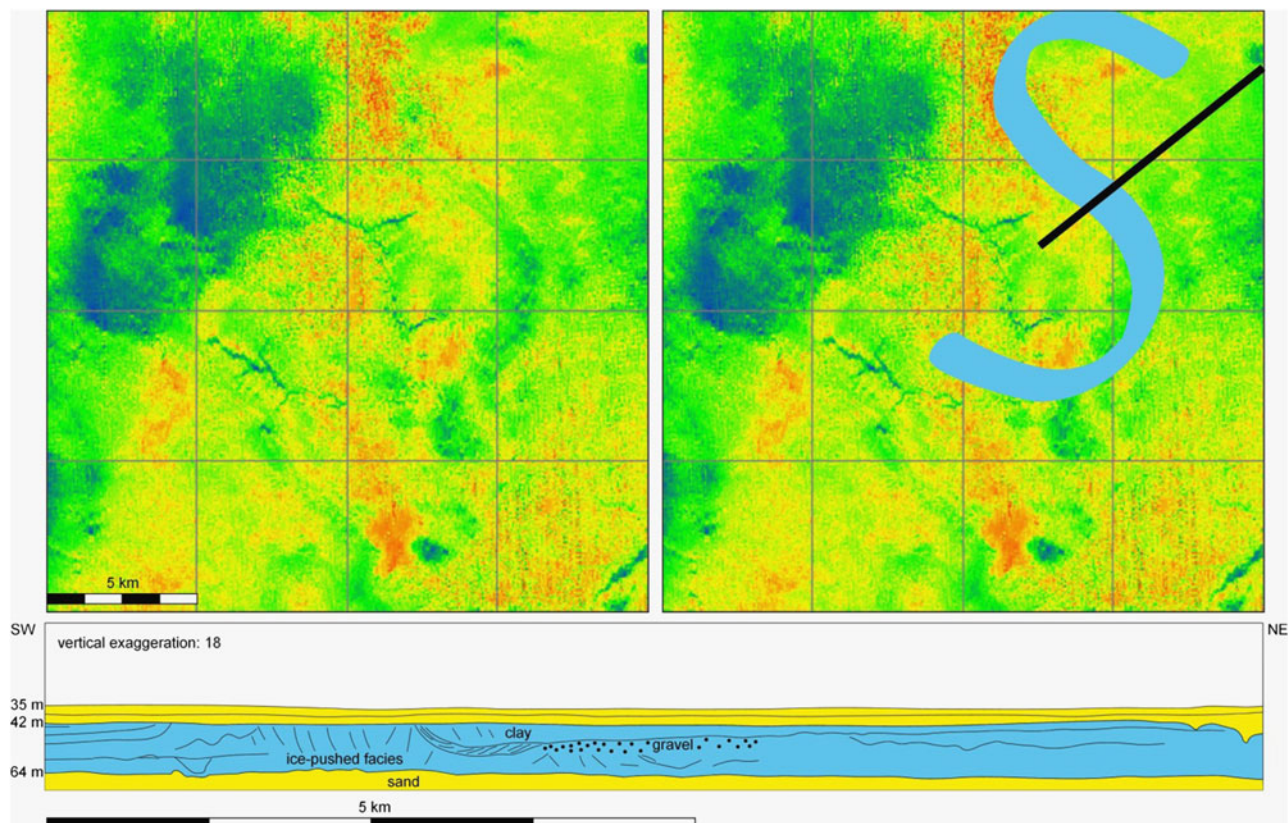 5 km
SW
NE
vertical exaggeration: 18
35 m
42 m
clay
gravel
ice-pushed facies
64 m
sand
5 km